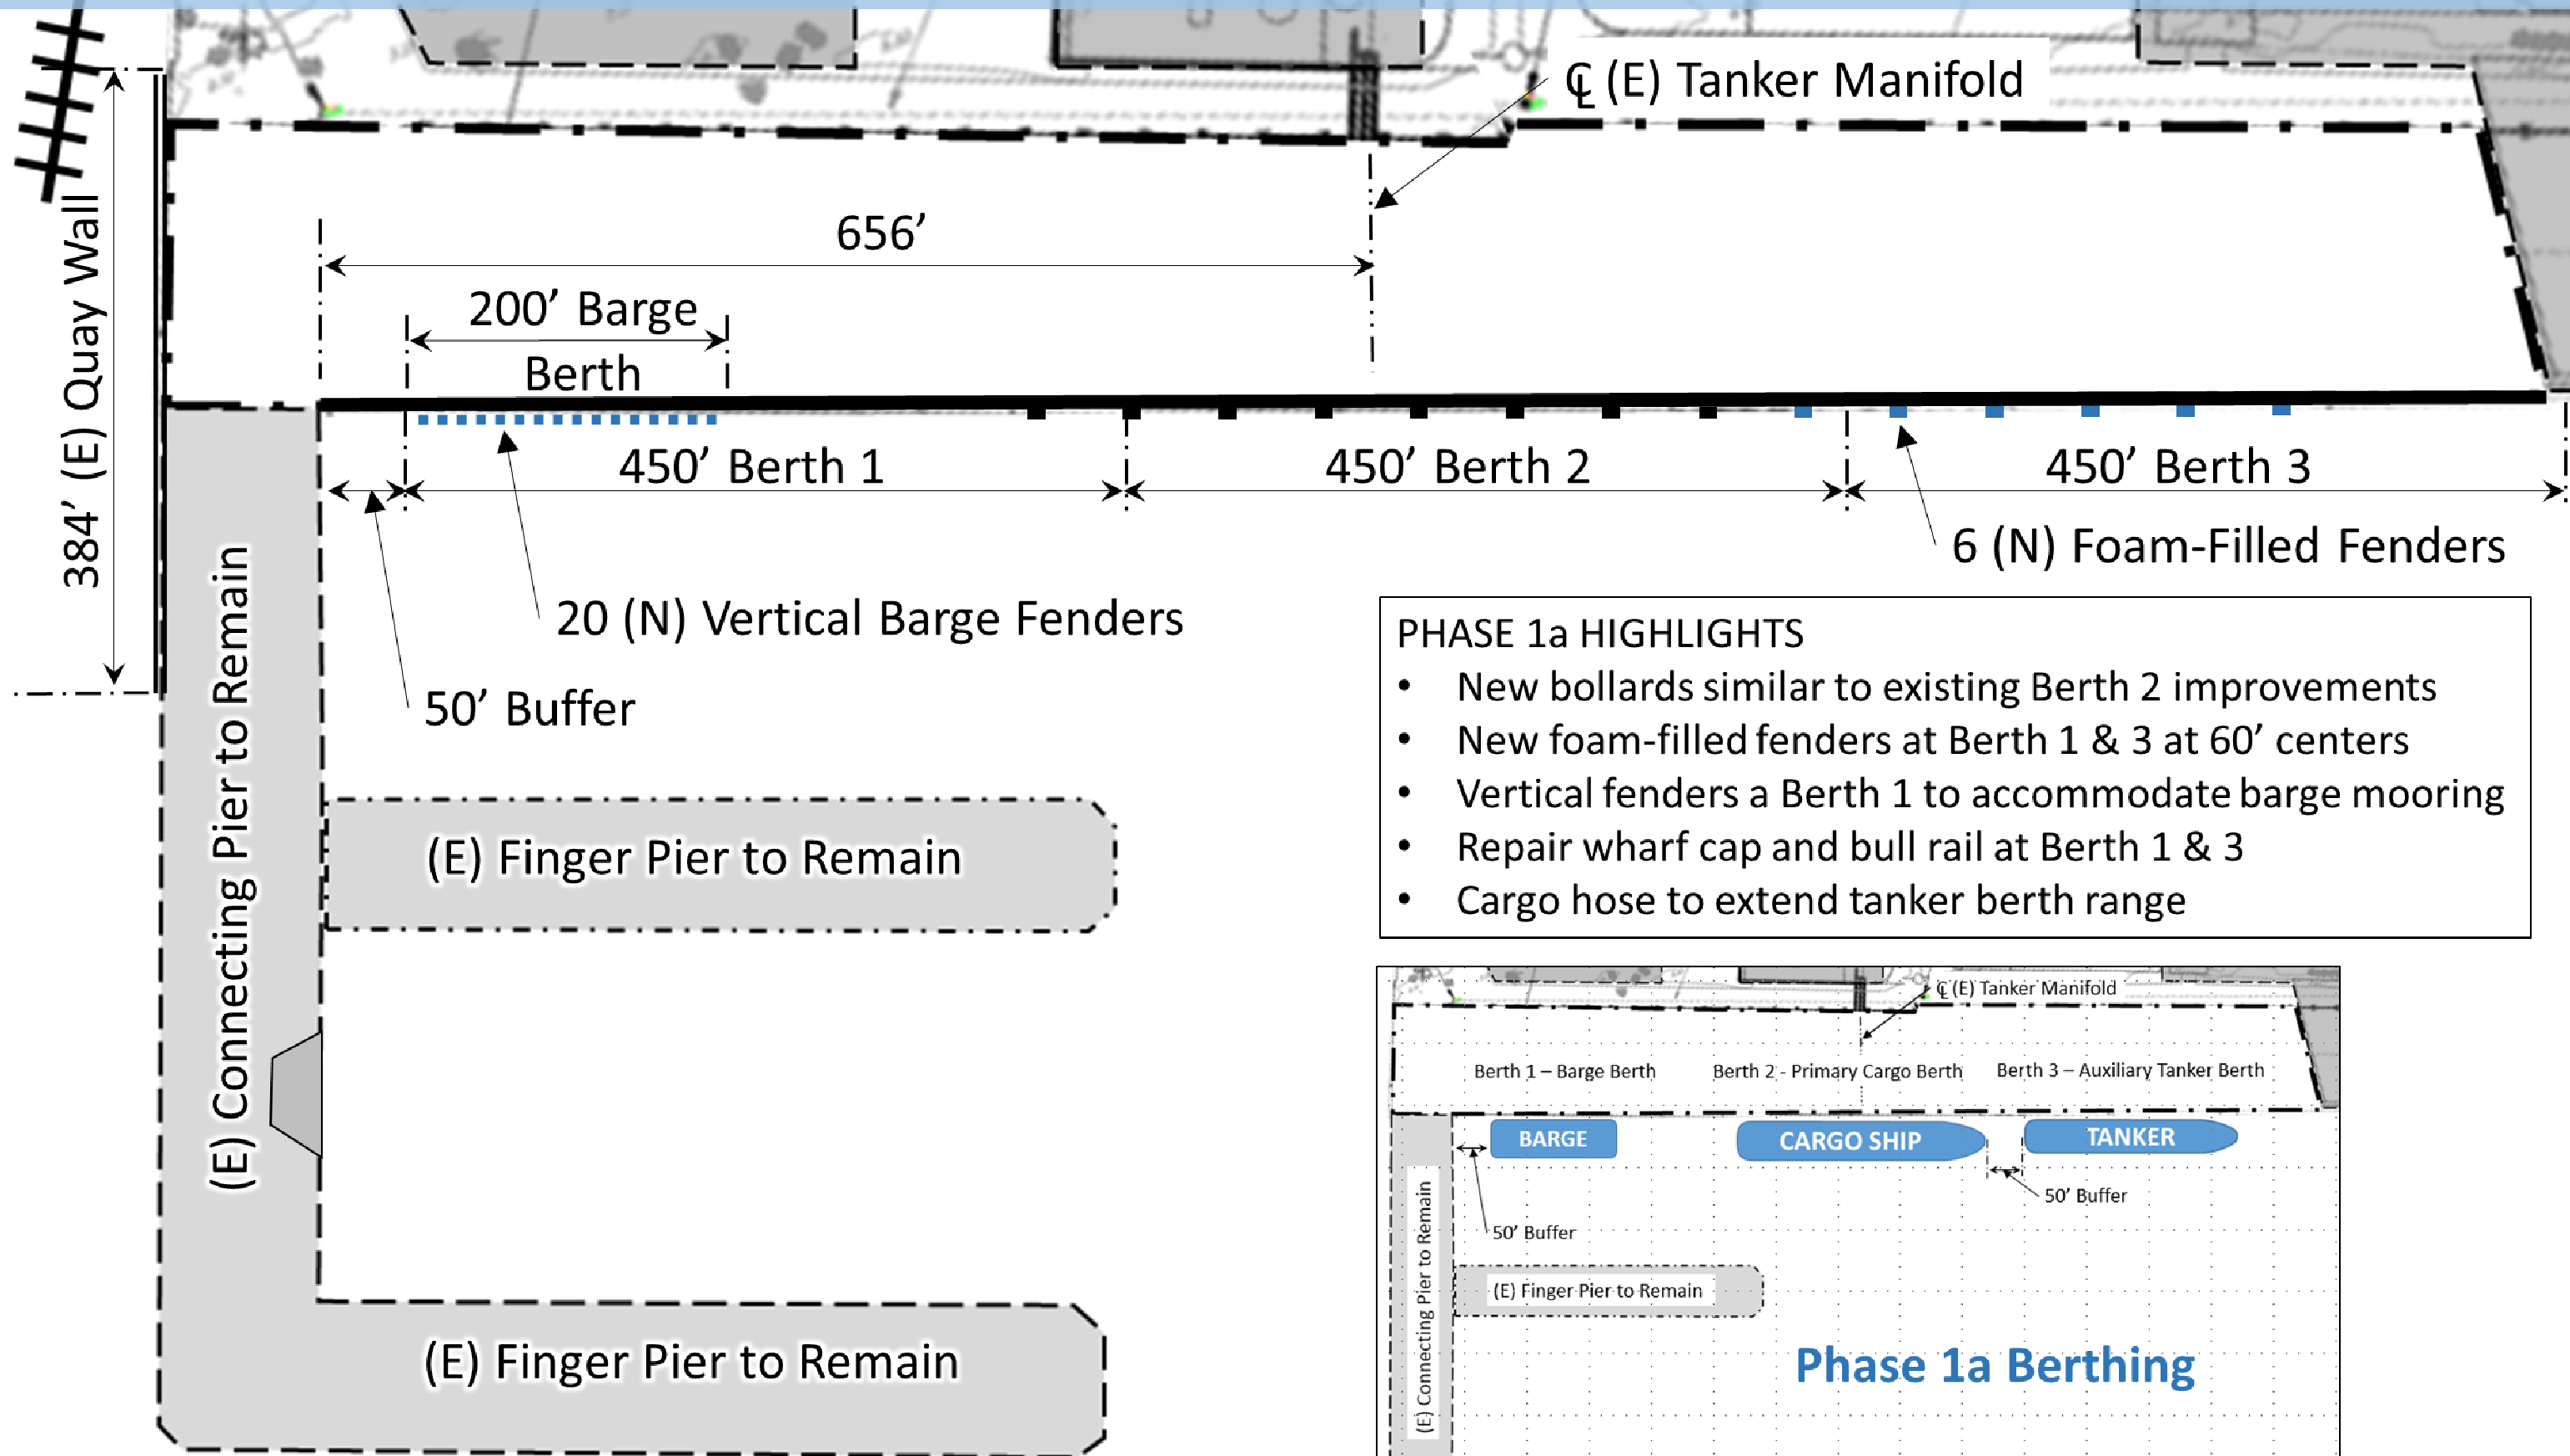 ℄ (E) Tanker Manifold
384’ (E) Quay Wall
656’
200’ Barge
Berth
450’ Berth 1
450’ Berth 2
450’ Berth 3
6 (N) Foam-Filled Fenders
20 (N) Vertical Barge Fenders
50’ Buffer
(E) Connecting Pier to Remain
(E) Finger Pier to Remain
(E) Finger Pier to Remain
PHASE 1a HIGHLIGHTS
• New bollards similar to existing Berth 2 improvements
• New foam-filled fenders at Berth 1 & 3 at 60’ centers
• Vertical fenders a Berth 1 to accommodate barge mooring
• Repair wharf cap and bull rail at Berth 1 & 3
• Cargo hose to extend tanker berth range
℄ (E) Tanker Manifold
Berth 1 – Barge Berth
Berth 2 - Primary Cargo Berth
Berth 3 – Auxiliary Tanker Berth
BARGE
CARGO SHIP
TANKER
50’ Buffer
50’ Buffer
(E) Connecting Pier to Remain
(E) Finger Pier to Remain
Phase 1a Berthing